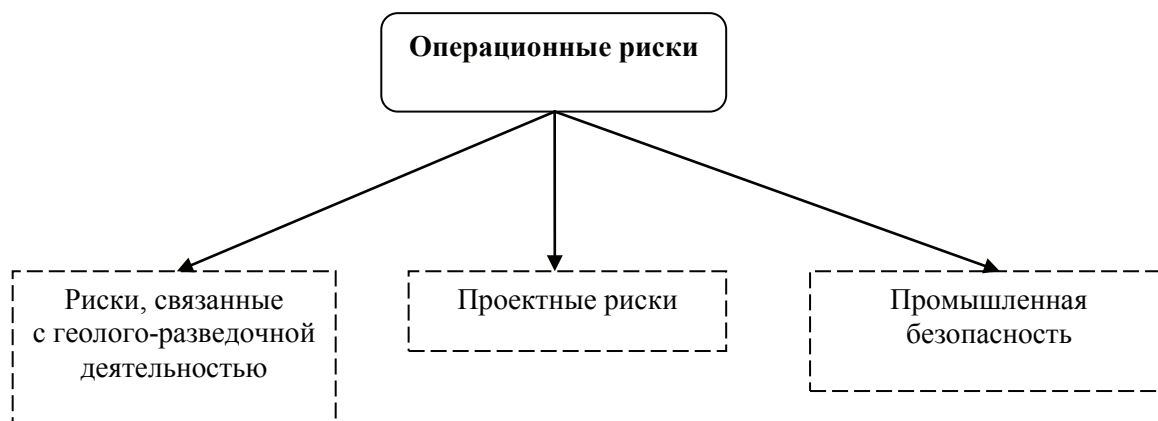 Операционные риски
Риски, связанные
с геолого-разведочной
деятельностью
Проектные риски
Промышленная
безопасность